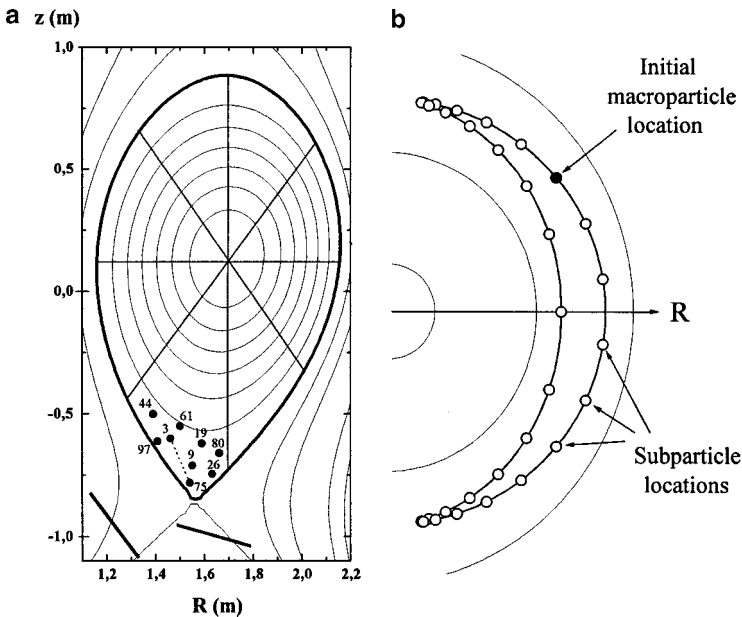 a
z (m)
1,0
0,5
0,0
-0,5
-1,0
44
3
61
97
19
80
9
26
75
1,2
1,4
1,6
1,8
2,0
2,2
R (m)
b
Initial
macroparticle
location
R
Subparticle
locations